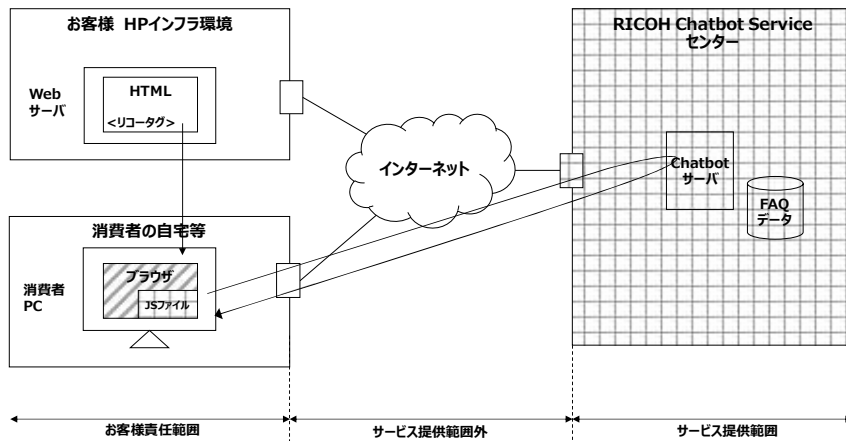 お客様 HPインフラ環境
Web
サーバ
HTML
<リコータグ>
消費者の自宅等
消費者
PC
ブラウザ
JSファイル
インターネット
RICOH Chatbot Service
センター
Chatbot
サーバ
FAQ
データ
お客様責任範囲
サービス提供範囲外
サービス提供範囲